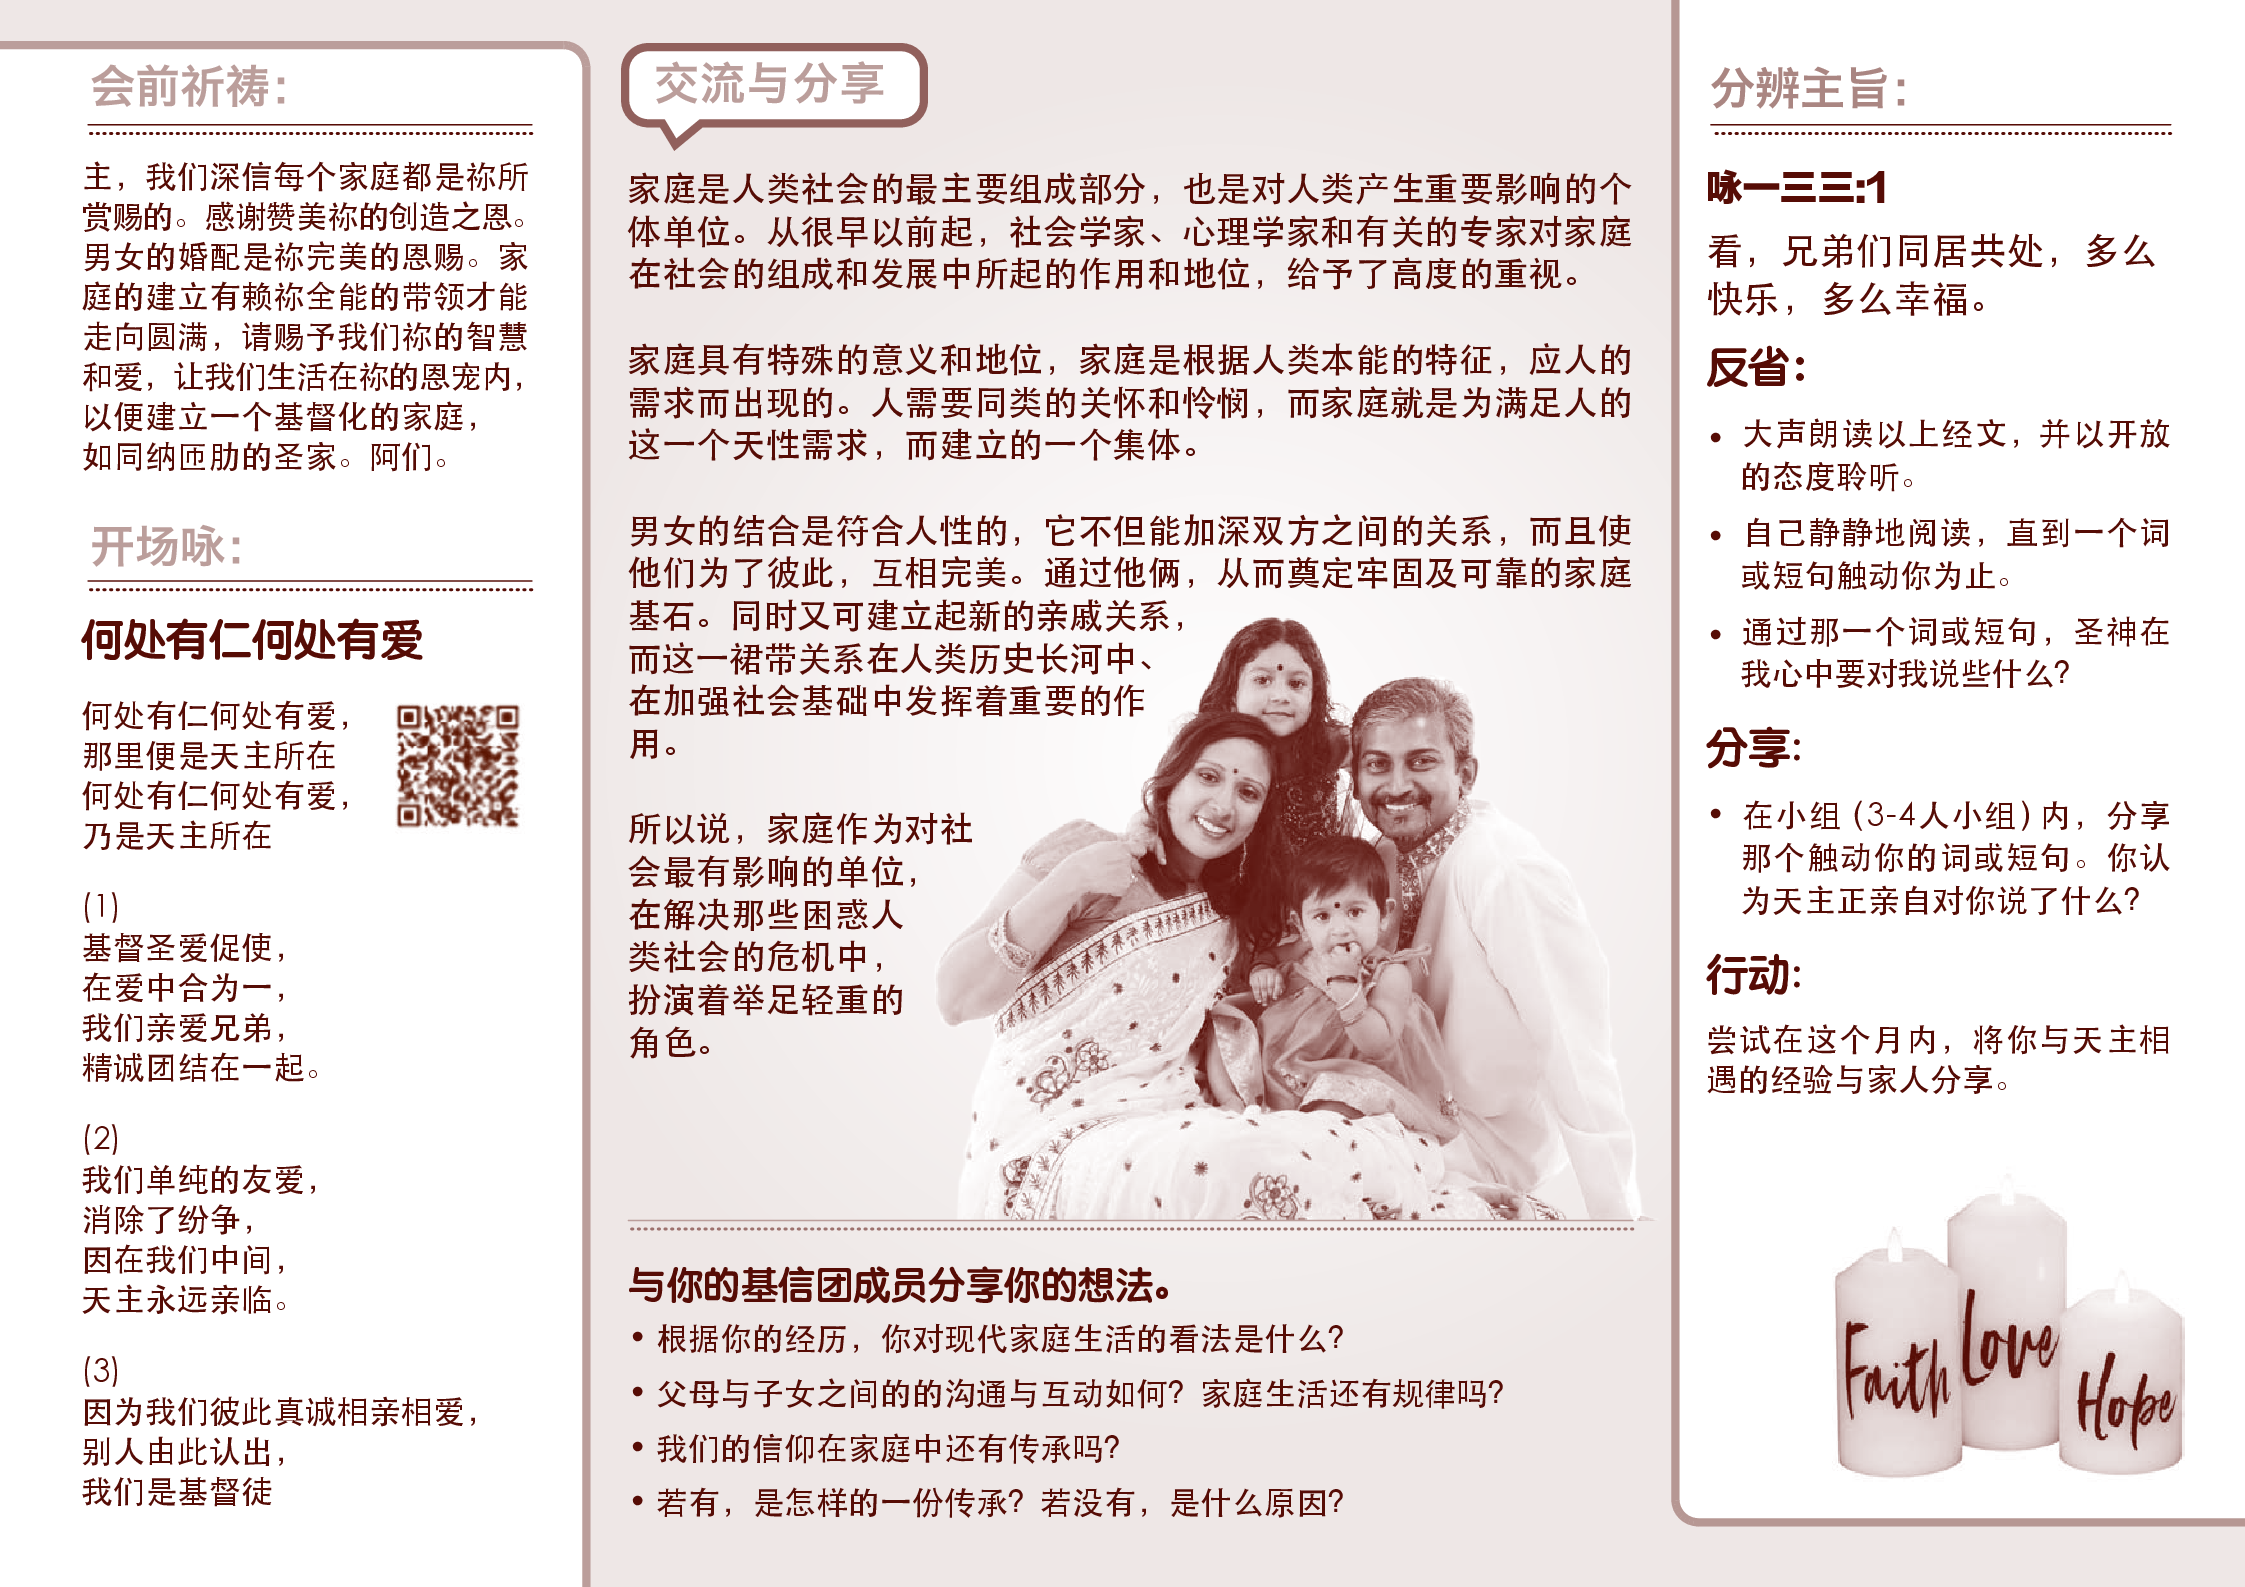 会前祈祷：
主，我们深信每个家庭都是祢所
赏赐的。感谢赞美祢的创造之恩。
男女的婚配是祢完美的恩赐。家
庭的建立有赖祢全能的带领才能
走向圆满，请赐予我们祢的智慧
和爱，让我们生活在祢的恩宠内，
以便建立一个基督化的家庭，
如同纳匝肋的圣家。阿们。
开场咏：
何处有仁何处有爱
何处有仁何处有爱，
那里便是天主所在
何处有仁何处有爱，
乃是天主所在
(1)
基督圣爱促使，
在爱中合为一，
我们亲爱兄弟，
精诚团结在一起。
(2)
我们单纯的友爱，
消除了纷争，
因在我们中间，
天主永远亲临。
(3)
因为我们彼此真诚相亲相爱，
别人由此认出，
我们是基督徒
交流与分享
家庭是人类社会的最主要组成部分，也是对人类产生重要影响的个
体单位。从很早以前起，社会学家、心理学家和有关的专家对家庭
在社会的组成和发展中所起的作用和地位，给予了高度的重视。
家庭具有特殊的意义和地位，家庭是根据人类本能的特征，应人的
需求而出现的。人需要同类的关怀和怜悯，而家庭就是为满足人的
这一个天性需求，而建立的一个集体。
男女的结合是符合人性的，它不但能加深双方之间的关系，而且使
他们为了彼此，互相完美。通过他俩，从而奠定牢固及可靠的家庭
基石。同时又可建立起新的亲戚关系，
而这一裙带关系在人类历史长河中、
在加强社会基础中发挥着重要的作
用。
所以说，家庭作为对社
会最有影响的单位，
在解决那些困惑人
类社会的危机中，
扮演着举足轻重的
角色。
与你的基信团成员分享你的想法。
• 根据你的经历，你对现代家庭生活的看法是什么？
• 父母与子女之间的的沟通与互动如何？家庭生活还有规律吗？
• 我们的信仰在家庭中还有传承吗？
• 若有，是怎样的一份传承？若没有，是什么原因？
分辨主旨：
咏一三三:1
看，兄弟们同居共处，多么
快乐，多么幸福。
反省：
• 大声朗读以上经文，并以开放
的态度聆听。
• 自己静静地阅读，直到一个词
或短句触动你为止。
• 通过那一个词或短句，圣神在
我心中要对我说些什么？
分享：
• 在小组 (3-4人小组) 内，分享
那个触动你的词或短句。你认
为天主正亲自对你说了什么？
行动：
尝试在这个月内，将你与天主相
遇的经验与家人分享。
Faith
Love
Hope